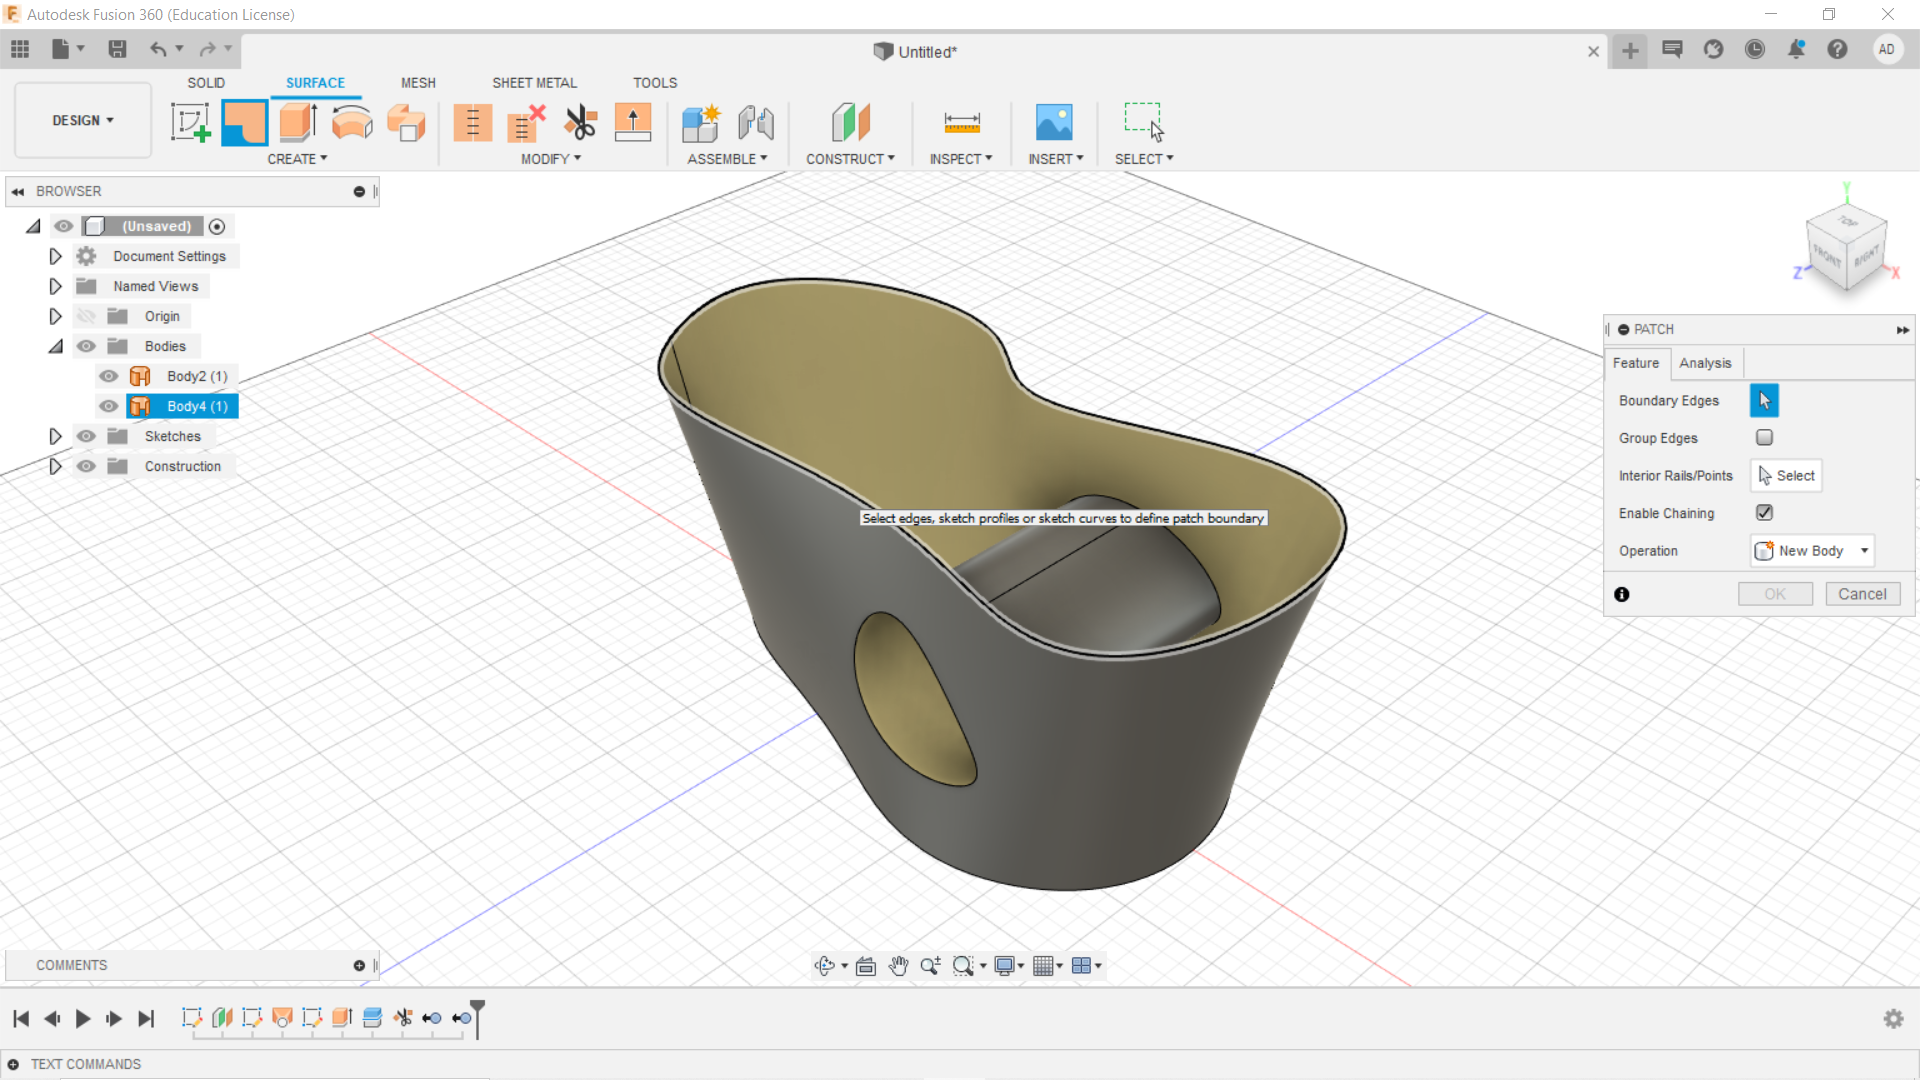 Autodesk Fusion 360 (Education License)
Untitled*
AD
SOLID SURFACE MESH SHEET METAL TOOLS
DESIGN
CREATE MODIFY ASSEMBLE CONSTRUCT INSPECT INSERT SELECT
BROWSER
(Unsaved)
Document Settings
Named Views
Origin
Bodies
Body2 (1)
Body4 (1)
Sketches
Construction
Y
TOP
FRONT RIGHT
Z X
PATCH
Feature Analysis
Boundary Edges
Group Edges
Interior Rails/Points Select
Enable Chaining
Operation New Body
OK Cancel
Select edges, sketch profiles or sketch curves to define patch boundary
COMMENTS
TEXT COMMANDS